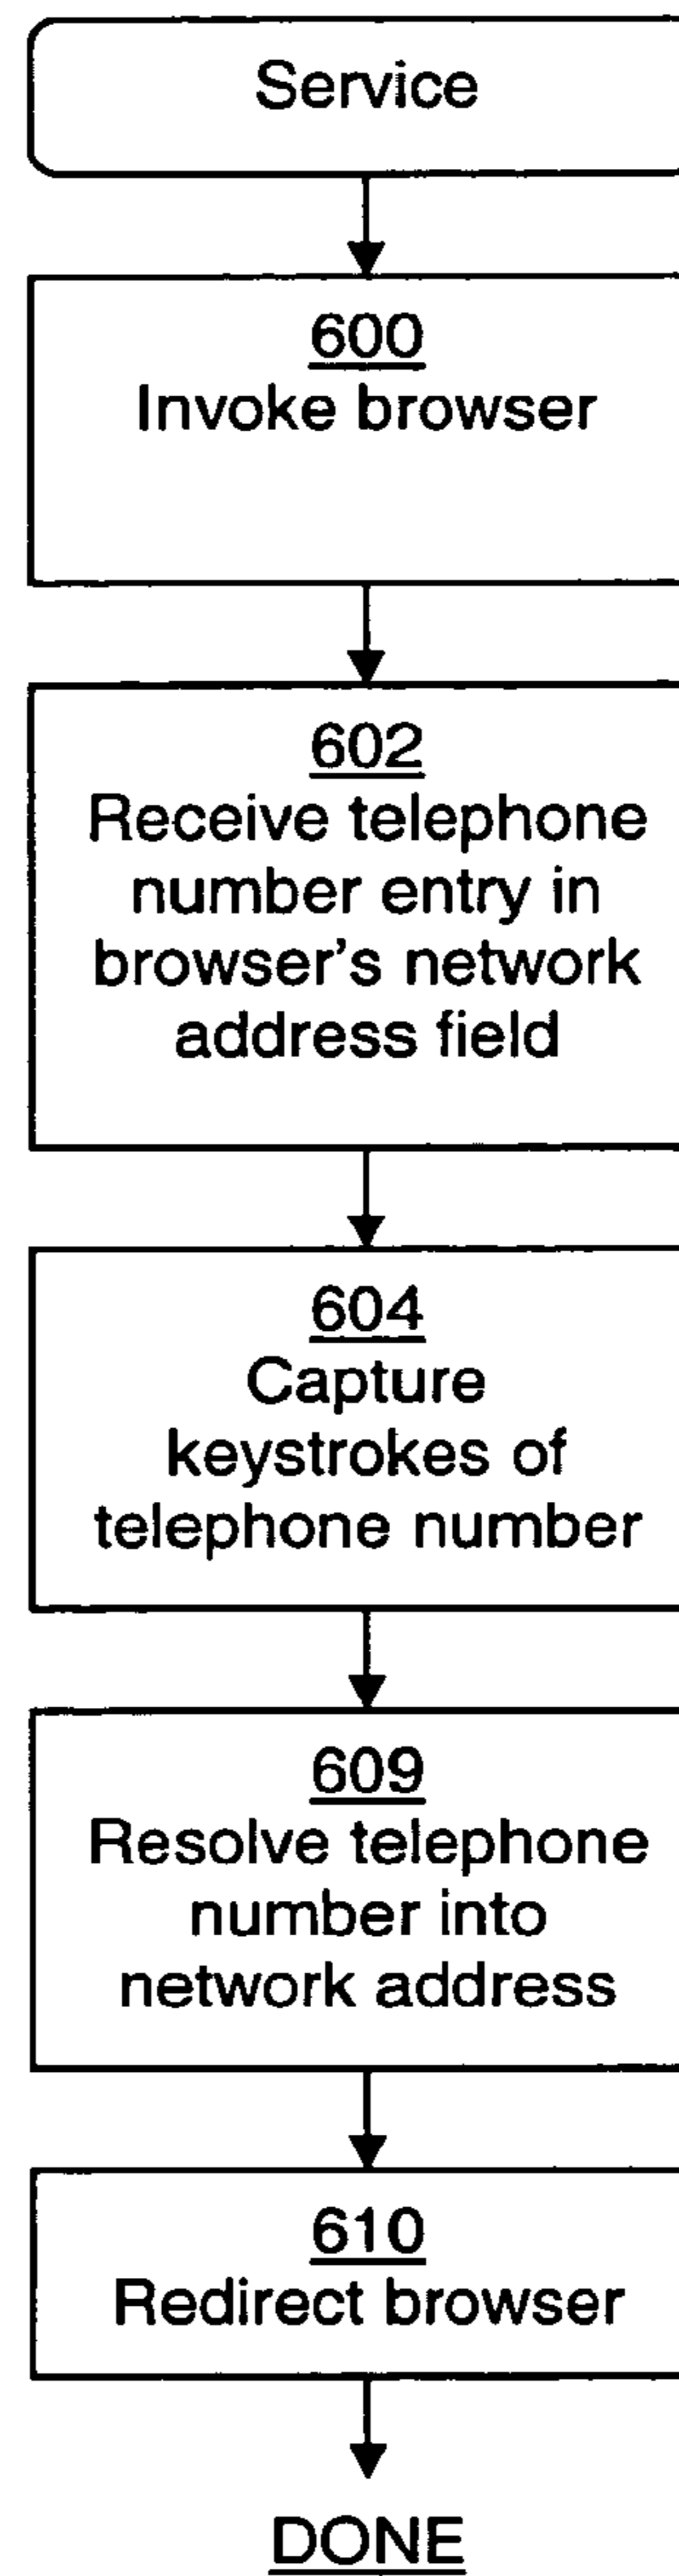 Service
600
Invoke browser
602
Receive telephone
number entry in
browser's network
address field
604
Capture
keystrokes of
telephone number
609
Resolve telephone
number into
network address
610
Redirect browser
DONE